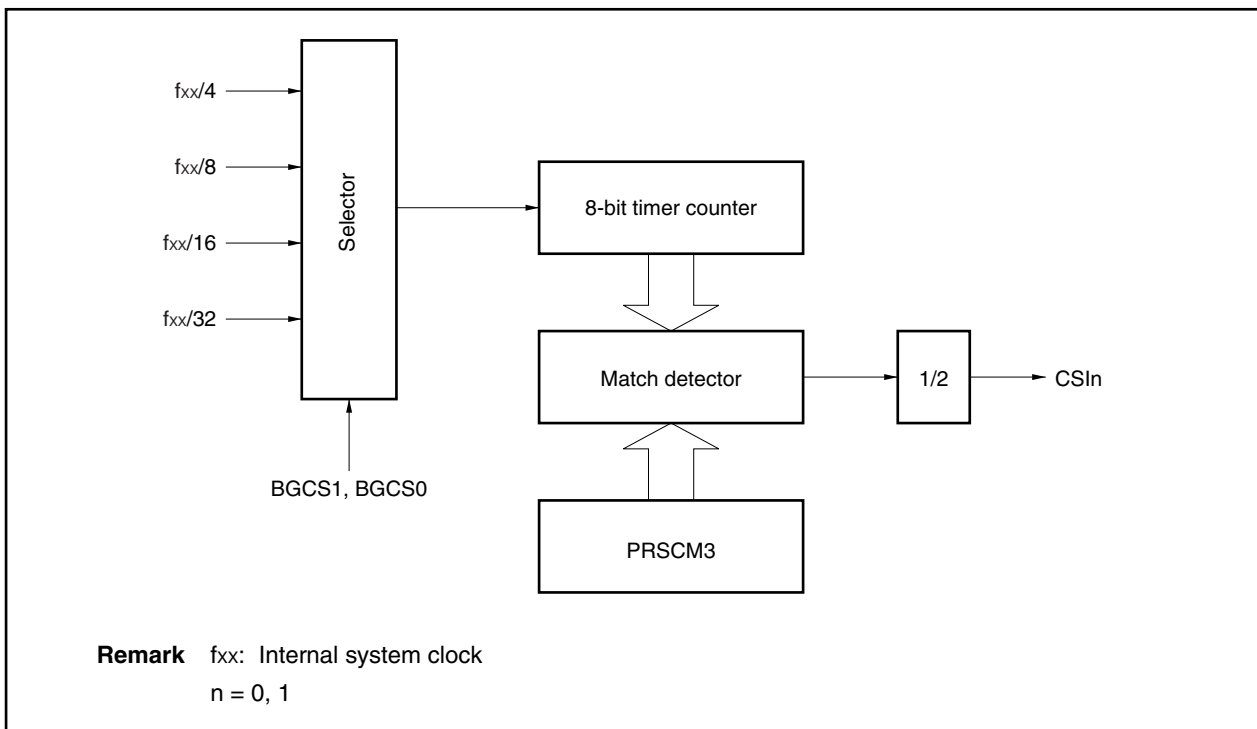 fxx/4
fxx/8
fxx/16
fxx/32
Selector
BGCS1, BGCS0
8-bit timer counter
Match detector
PRSCM3
1/2
CSIn
Remark fxx: Internal system clock
n = 0, 1